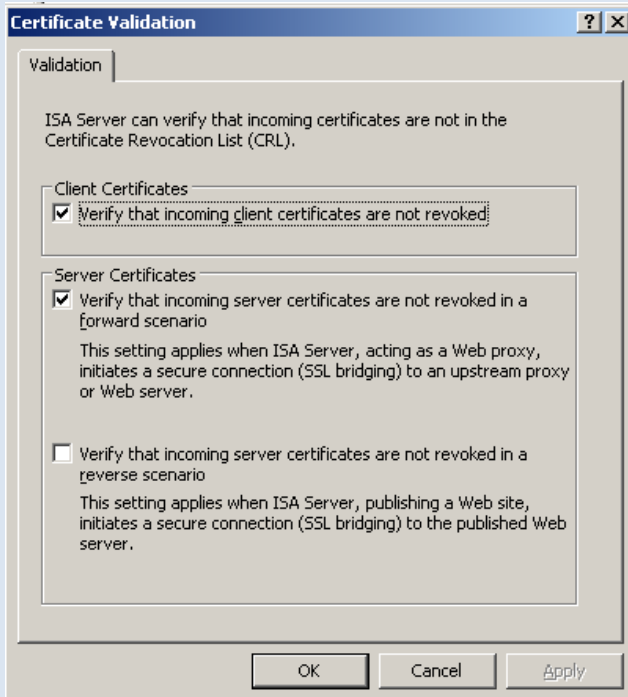 Certificate Validation
Validation
ISA Server can verify that incoming certificates are not in the
Certificate Revocation List (CRL).
Client Certificates
Verify that incoming client certificates are not revoked
Server Certificates
Verify that incoming server certificates are not revoked in a
forward scenario
This setting applies when ISA Server, acting as a Web proxy,
initiates a secure connection (SSL bridging) to an upstream proxy
or Web server.
Verify that incoming server certificates are not revoked in a
reverse scenario
This setting applies when ISA Server, publishing a Web site,
initiates a secure connection (SSL bridging) to the published Web
server.
OK Cancel Apply